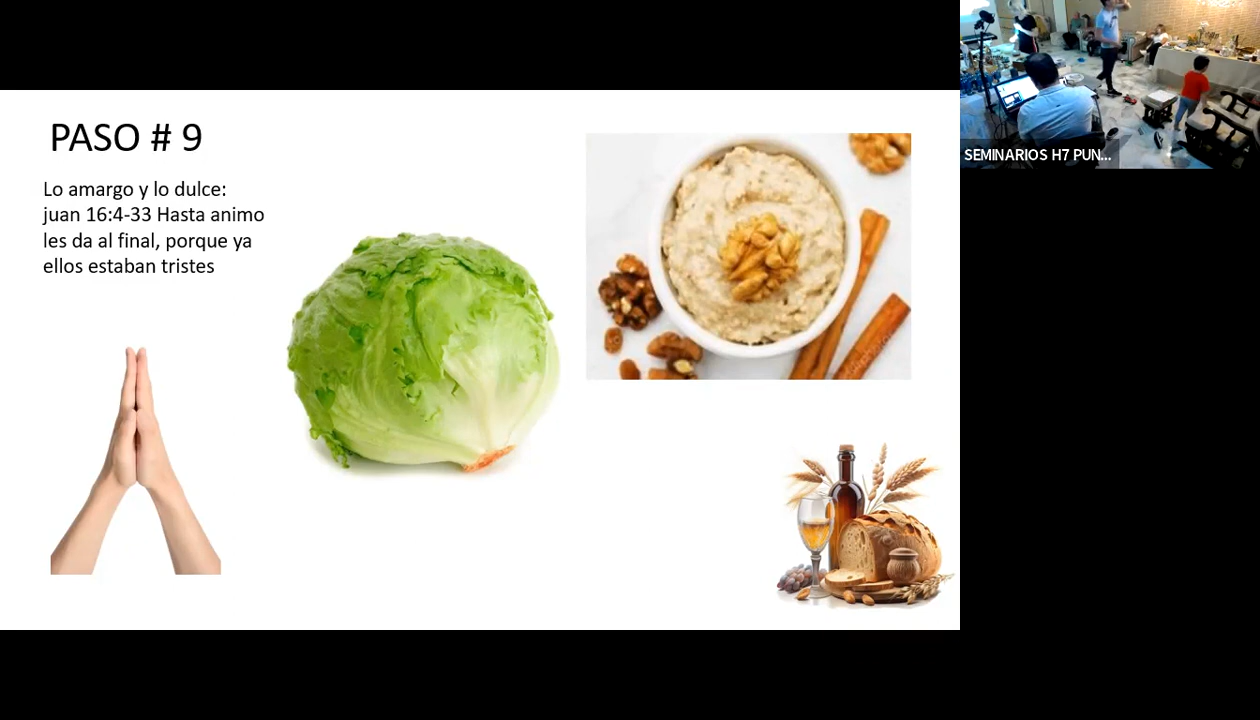 PASO # 9
Lo amargo y lo dulce:
juan 16:4-33 Hasta animo
les da al final, porque ya
ellos estaban tristes
SEMINARIOS H7 PUN...